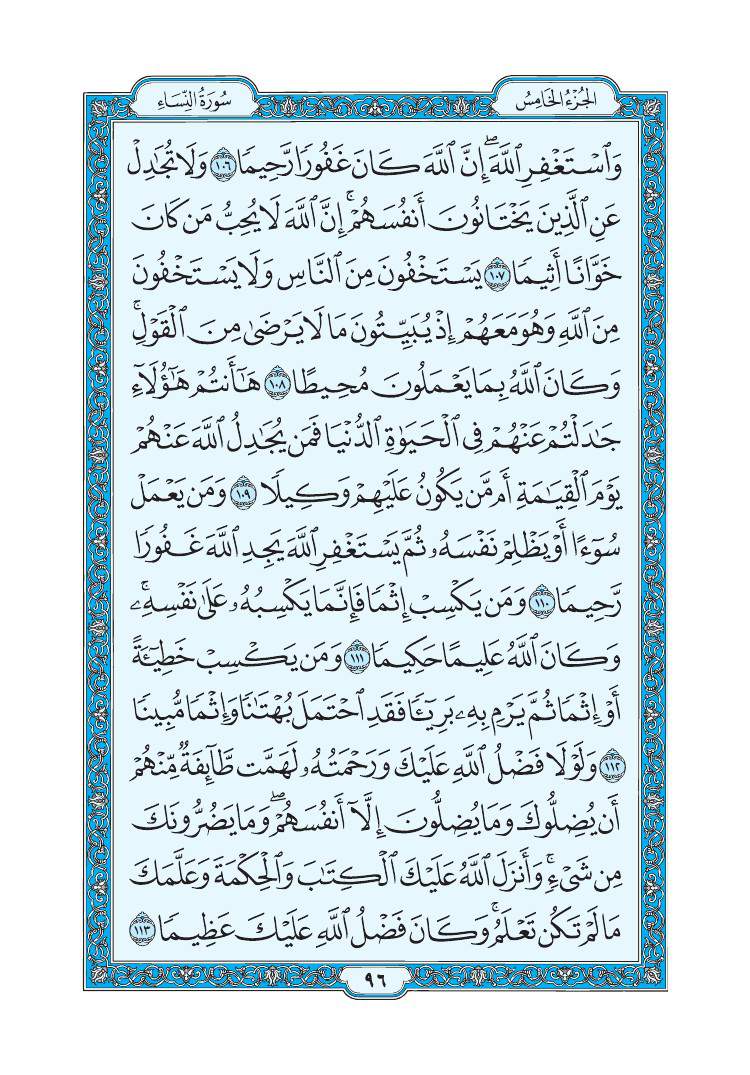 سُورَةُ النِّسَاءِ
الجُزْءُ الخَامِسُ
وَٱسۡتَغۡفِرِ ٱللَّهَۖ إِنَّ ٱللَّهَ كَانَ غَفُورٗا رَّحِيمٗا ١٠٦ وَلَا تُجَٰدِلۡ
عَنِ ٱلَّذِينَ يَخۡتَانُونَ أَنفُسَهُمۡۚ إِنَّ ٱللَّهَ لَا يُحِبُّ مَن كَانَ
خَوَّانًا أَثِيمٗا ١٠٧ يَسۡتَخۡفُونَ مِنَ ٱلنَّاسِ وَلَا يَسۡتَخۡفُونَ
مِنَ ٱللَّهِ وَهُوَ مَعَهُمۡ إِذۡ يُبَيِّتُونَ مَا لَا يَرۡضَىٰ مِنَ ٱلۡقَوۡلِۚ
وَكَانَ ٱللَّهُ بِمَا يَعۡمَلُونَ مُحِيطًا ١٠٨ هَٰٓأَنتُمۡ هَٰٓؤُلَآءِ
جَٰدَلۡتُمۡ عَنۡهُمۡ فِي ٱلۡحَيَوٰةِ ٱلدُّنۡيَا فَمَن يُجَٰدِلُ ٱللَّهَ عَنۡهُمۡ
يَوۡمَ ٱلۡقِيَٰمَةِ أَم مَّن يَكُونُ عَلَيۡهِمۡ وَكِيلٗا ١٠٩ وَمَن يَعۡمَلۡ
سُوٓءًا أَوۡ يَظۡلِمۡ نَفۡسَهُۥ ثُمَّ يَسۡتَغۡفِرِ ٱللَّهَ يَجِدِ ٱللَّهَ غَفُورٗا
رَّحِيمٗا ١١٠ وَمَن يَكۡسِبۡ إِثۡمٗا فَإِنَّمَا يَكۡسِبُهُۥ عَلَىٰ نَفۡسِهِۦۚ
وَكَانَ ٱللَّهُ عَلِيمًا حَكِيمٗا ١١١ وَمَن يَكۡسِبۡ خَطِيٓـَٔةً
أَوۡ إِثۡمٗا ثُمَّ يَرۡمِ بِهِۦ بَرِيٓـٔٗا فَقَدِ ٱحۡتَمَلَ بُهۡتَٰنٗا وَإِثۡمٗا مُّبِينٗا
١١٢ وَلَوۡلَا فَضۡلُ ٱللَّهِ عَلَيۡكَ وَرَحۡمَتُهُۥ لَهَمَّت طَّآئِفَةٞ مِّنۡهُمۡ
أَن يُضِلُّوكَ وَمَا يُضِلُّونَ إِلَّآ أَنفُسَهُمۡۖ وَمَا يَضُرُّونَكَ
مِن شَيۡءٖۚ وَأَنزَلَ ٱللَّهُ عَلَيۡكَ ٱلۡكِتَٰبَ وَٱلۡحِكۡمَةَ وَعَلَّمَكَ
مَا لَمۡ تَكُن تَعۡلَمُۚ وَكَانَ فَضۡلُ ٱللَّهِ عَلَيۡكَ عَظِيمٗا ١١٣
٩٦